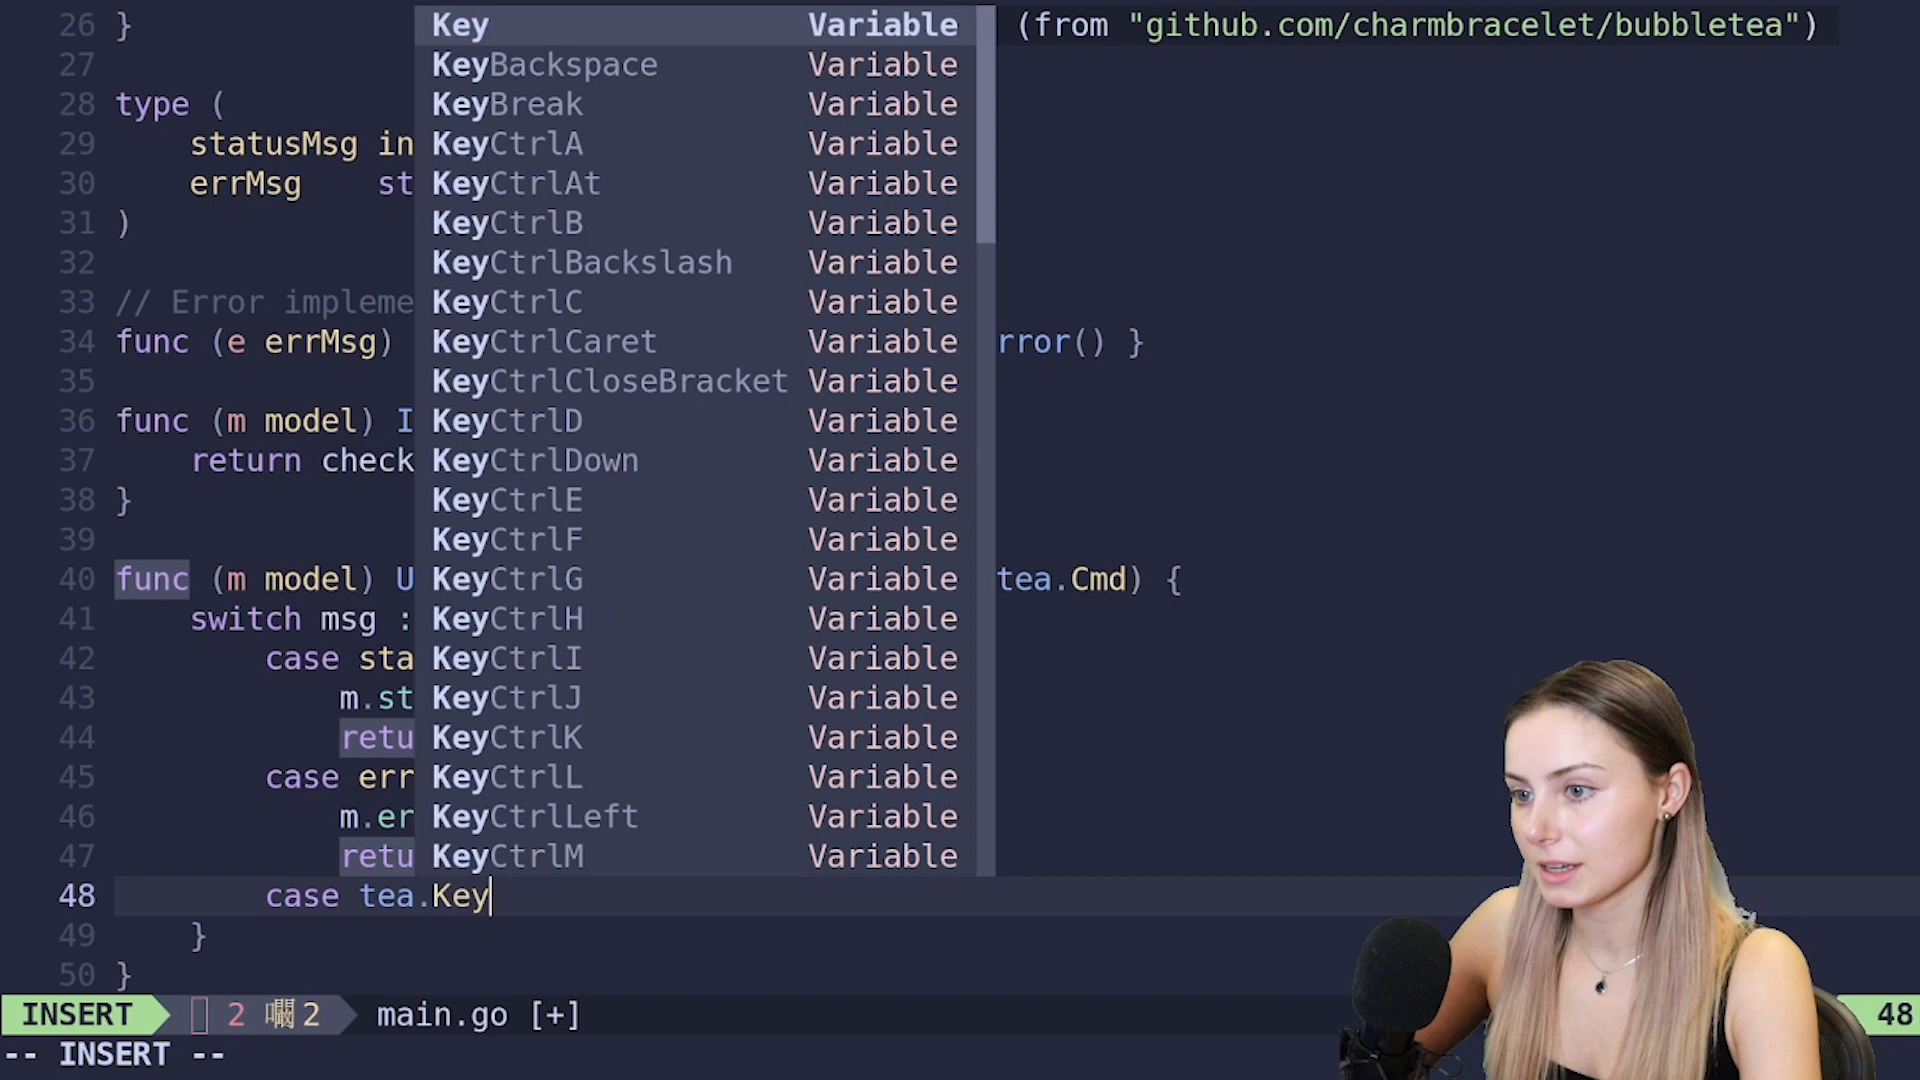 26 } Key Variable (from "github.com/charmbracelet/bubbletea")
27 KeyBackspace Variable
28 type ( KeyBreak Variable
29 statusMsg in KeyCtrlA Variable
30 errMsg st KeyCtrlAt Variable
31 ) KeyCtrlB Variable
32 KeyCtrlBackslash Variable
33 // Error impleme KeyCtrlC Variable
34 func (e errMsg) KeyCtrlCaret Variable rror() }
35 KeyCtrlCloseBracket Variable
36 func (m model) I KeyCtrlD Variable
37 return check KeyCtrlDown Variable
38 } KeyCtrlE Variable
39 KeyCtrlF Variable
40 func (m model) U KeyCtrlG Variable tea.Cmd) {
41 switch msg : KeyCtrlH Variable
42 case sta KeyCtrlI Variable
43 m.st KeyCtrlJ Variable
44 retu KeyCtrlK Variable
45 case err KeyCtrlL Variable
46 m.er KeyCtrlLeft Variable
47 retu KeyCtrlM Variable
48 case tea.Key
49 }
50 }
INSERT 2 2 main.go [+] 48
-- INSERT --